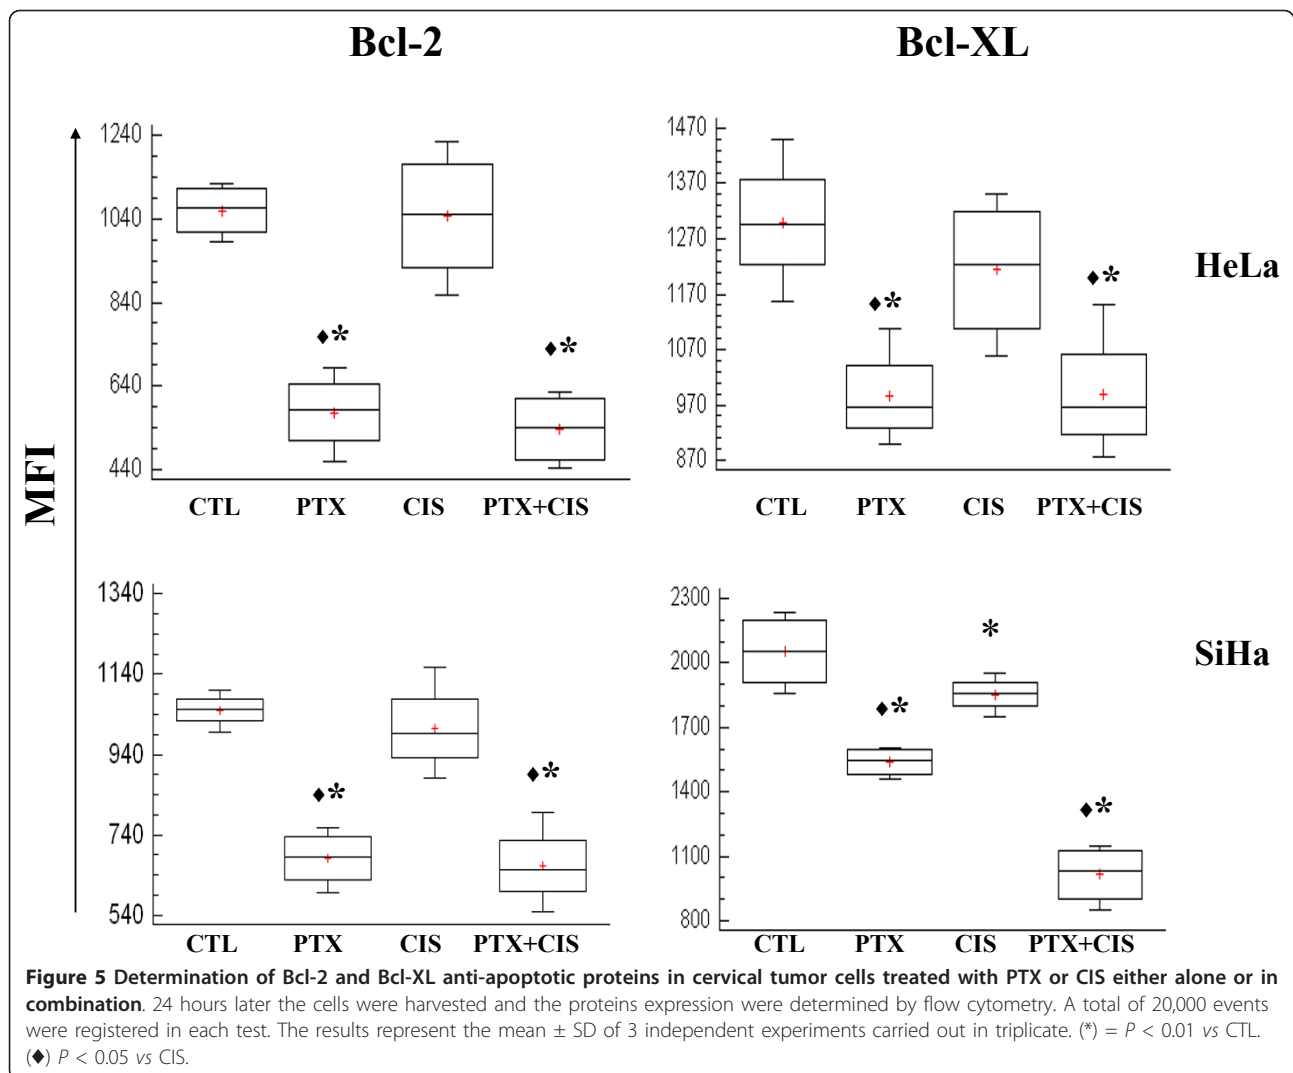 Bcl-2
Bcl-XL
MFI
1240
1040
840
640
440
♦*
♦*
CTL PTX CIS PTX+CIS
1470
1370
1270
1170
1070
970
870
♦*
♦*
CTL PTX CIS PTX+CIS
HeLa
1340
1140
940
740
540
♦*
♦*
CTL PTX CIS PTX+CIS
2300
2000
1700
1400
1100
800
♦*
*
♦*
CTL PTX CIS PTX+CIS
SiHa
Figure 5 Determination of Bcl-2 and Bcl-XL anti-apoptotic proteins in cervical tumor cells treated with PTX or CIS either alone or in
combination. 24 hours later the cells were harvested and the proteins expression were determined by flow cytometry. A total of 20,000 events
were registered in each test. The results represent the mean ± SD of 3 independent experiments carried out in triplicate. (*) = P < 0.01 vs CTL.
(♦) P < 0.05 vs CIS.